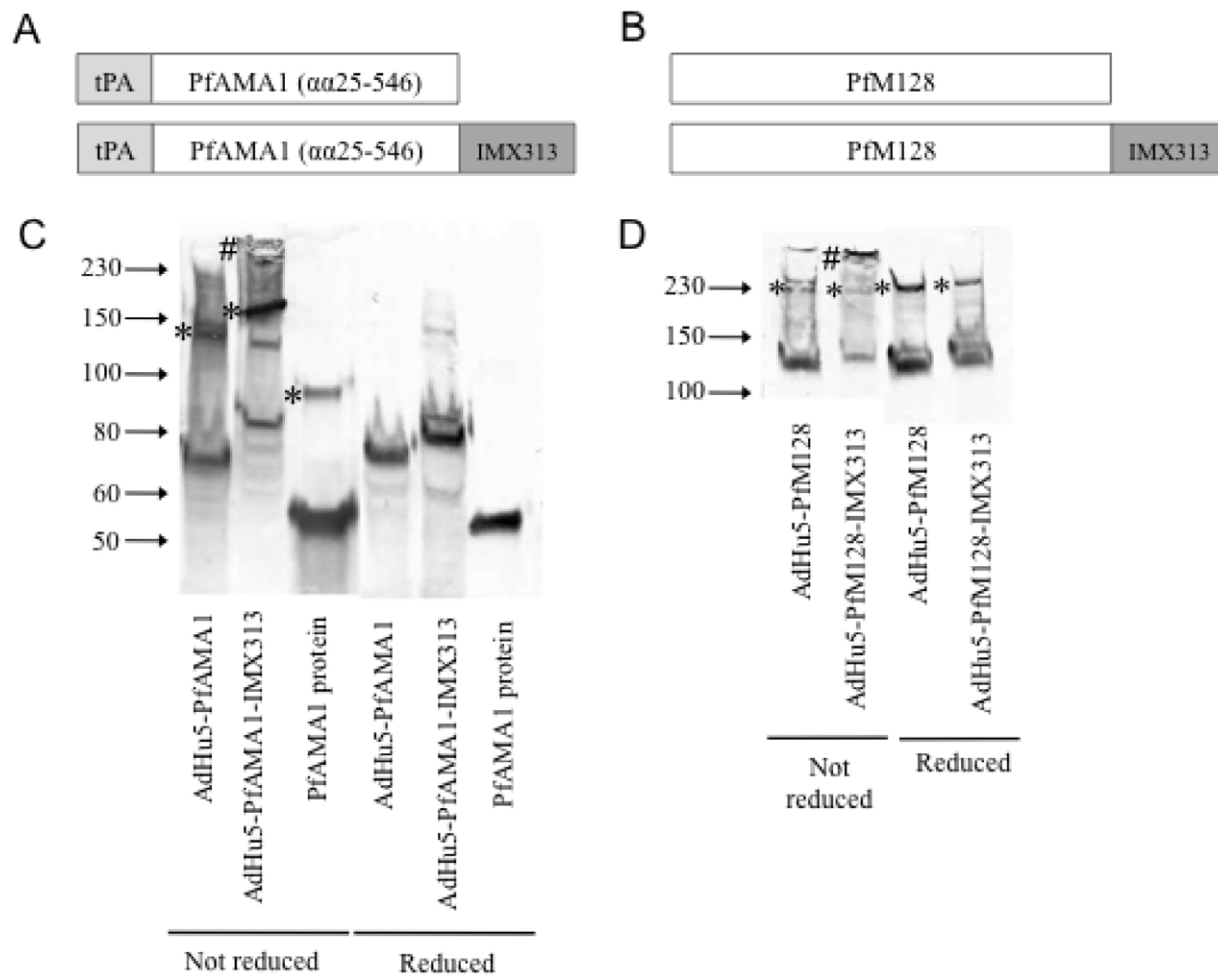 A
tPA PfAMA1 (αα25-546)
tPA PfAMA1 (αα25-546) IMX313
B
PfM128
PfM128 IMX313
C
230
150
100
80
60
50
#
*
*
*
AdHu5-PfAMA1
AdHu5-PfAMA1-IMX313
PfAMA1 protein
AdHu5-PfAMA1
AdHu5-PfAMA1-IMX313
PfAMA1 protein
Not reduced
Reduced
D
230
150
100
#
*
*
*
*
AdHu5-PfM128
AdHu5-PfM128-IMX313
AdHu5-PfM128
AdHu5-PfM128-IMX313
Not
reduced
Reduced